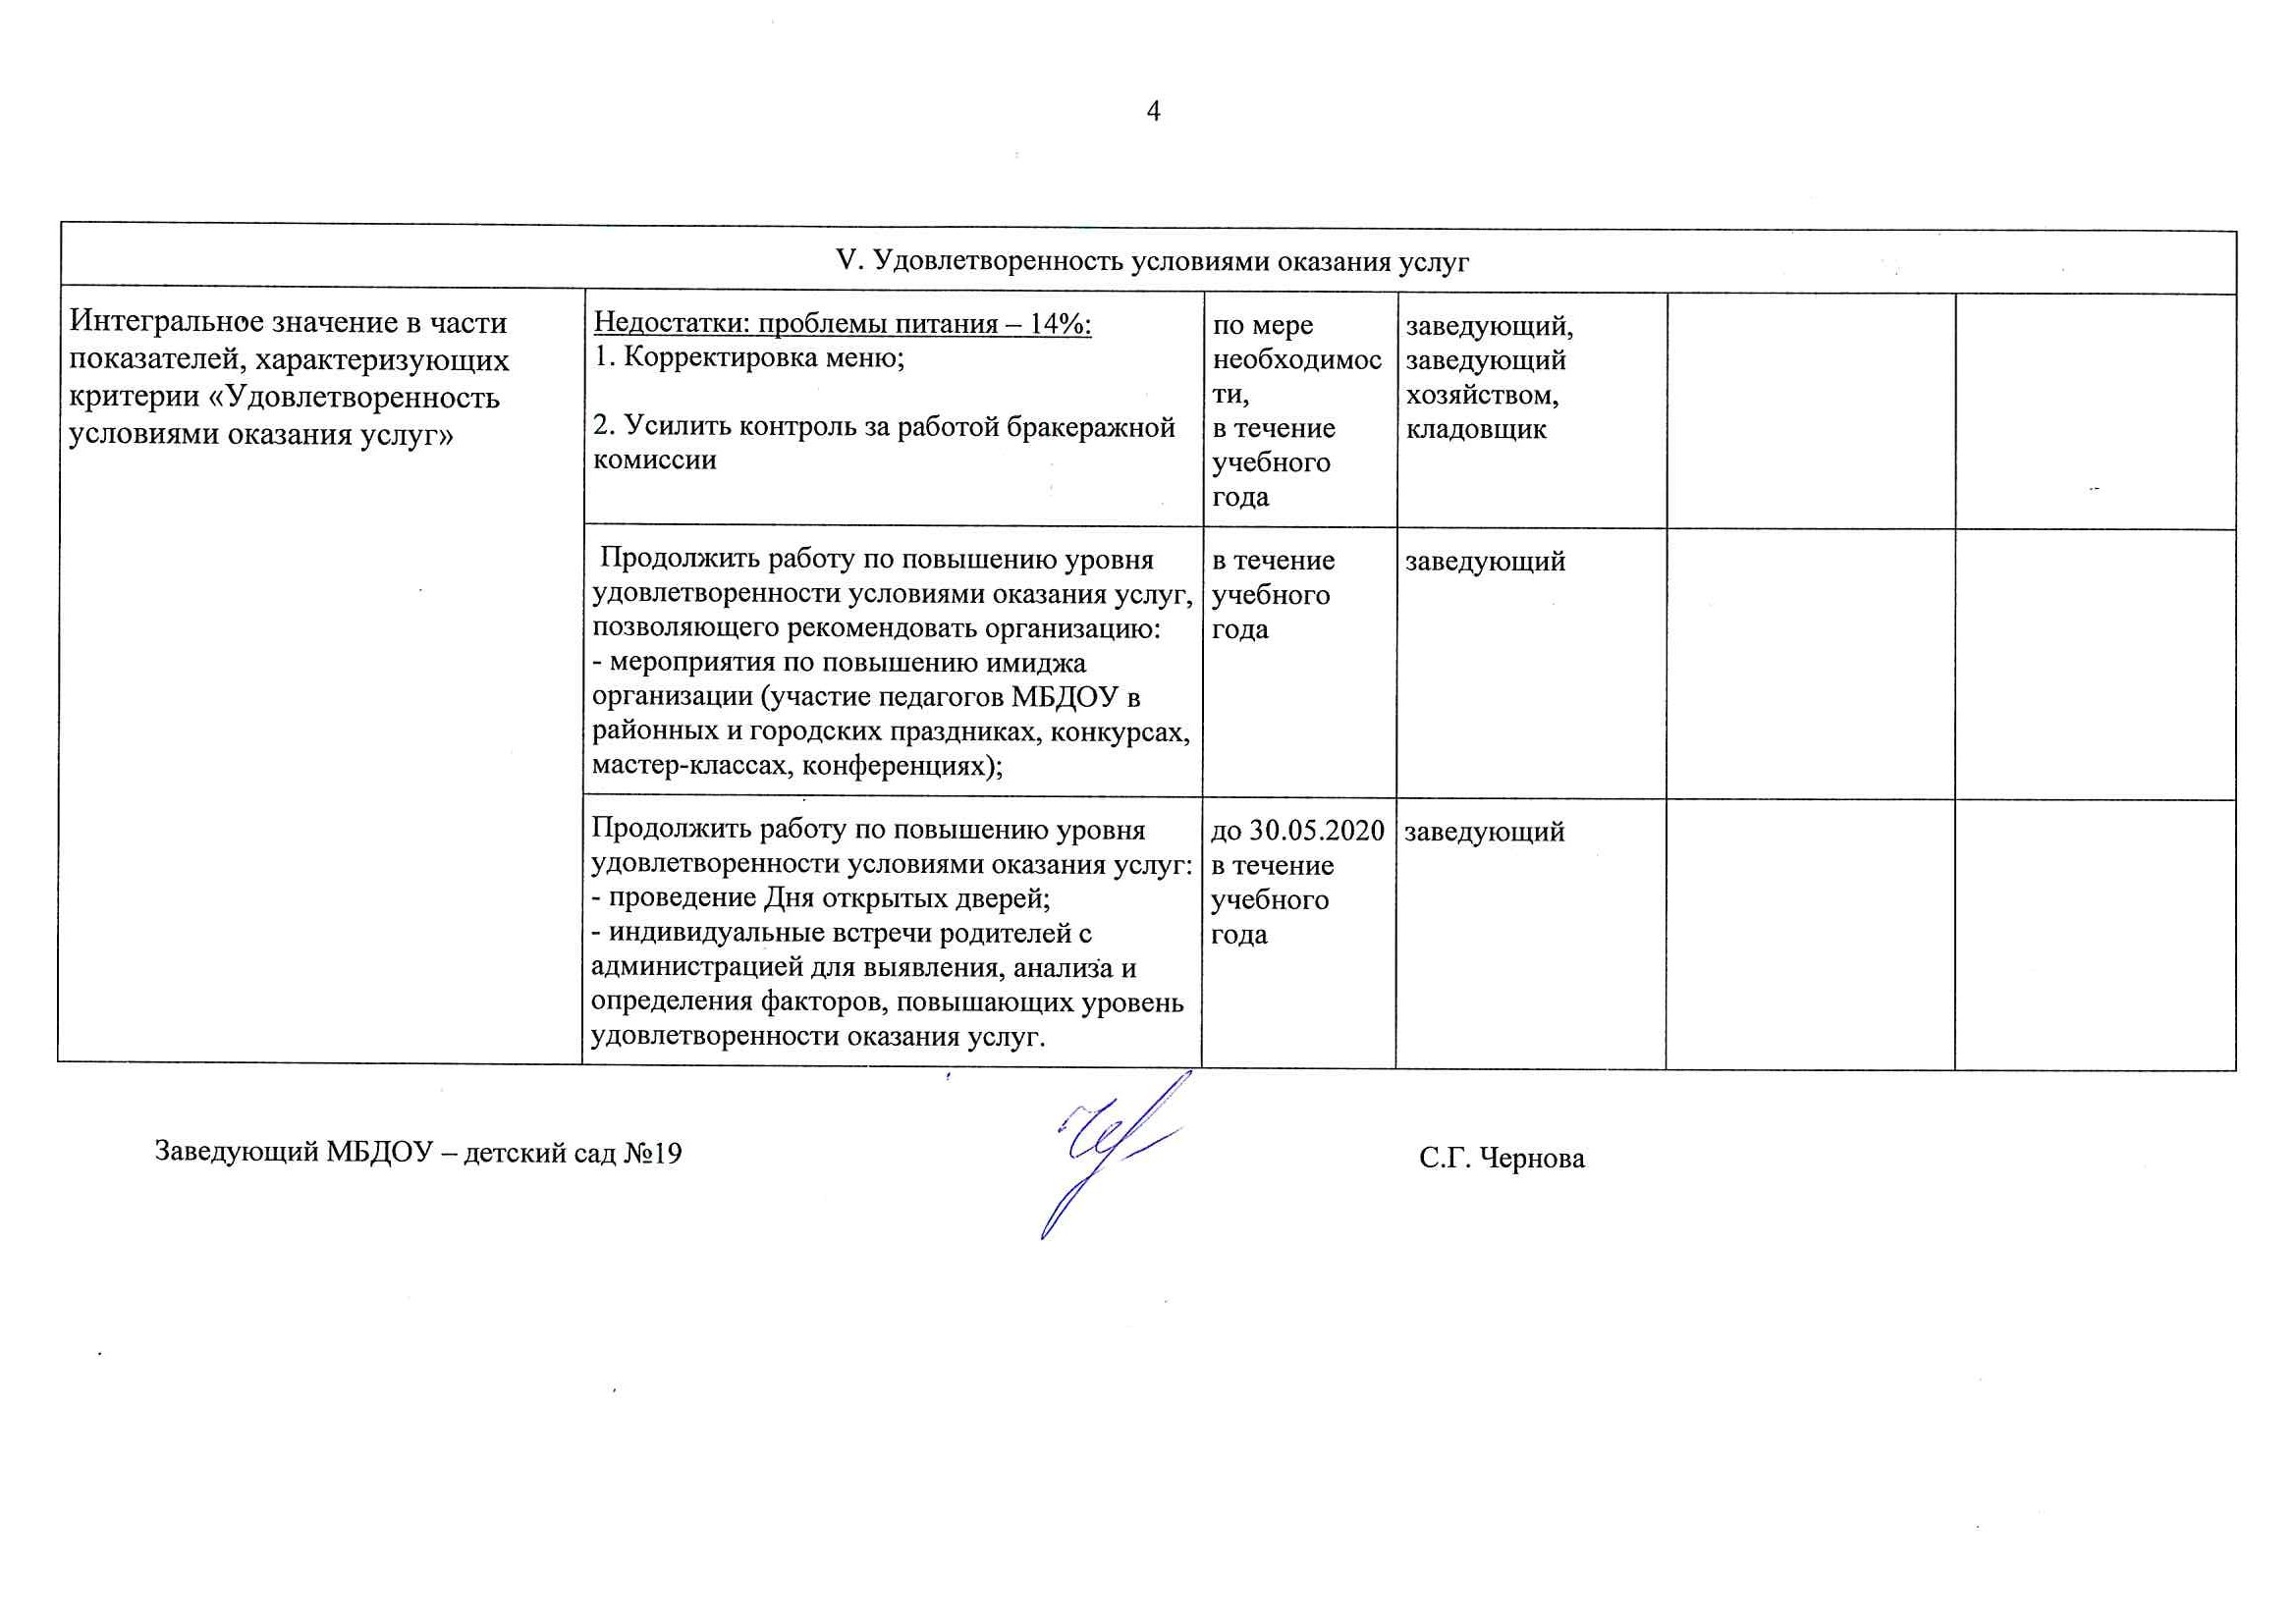 4
V. Удовлетворенность условиями оказания услуг
Интегральное значение в части
показателей, характеризующих
критерии «Удовлетворенность
условиями оказания услуг»
Недостатки: проблемы питания – 14%:
1. Корректировка меню;
2. Усилить контроль за работой бракеражной
комиссии
по мере
необходимос
ти,
в течение
учебного
года
заведующий,
заведующий
хозяйством,
кладовщик
Продолжить работу по повышению уровня
удовлетворенности условиями оказания услуг,
позволяющего рекомендовать организацию:
- мероприятия по повышению имиджа
организации (участие педагогов МБДОУ в
районных и городских праздниках, конкурсах,
мастер-классах, конференциях);
в течение
учебного
года
заведующий
Продолжить работу по повышению уровня
удовлетворенности условиями оказания услуг:
- проведение Дня открытых дверей;
- индивидуальные встречи родителей с
администрацией для выявления, анализа и
определения факторов, повышающих уровень
удовлетворенности оказания услуг.
до 30.05.2020
в течение
учебного
года
заведующий
Заведующий МБДОУ – детский сад №19
С.Г. Чернова